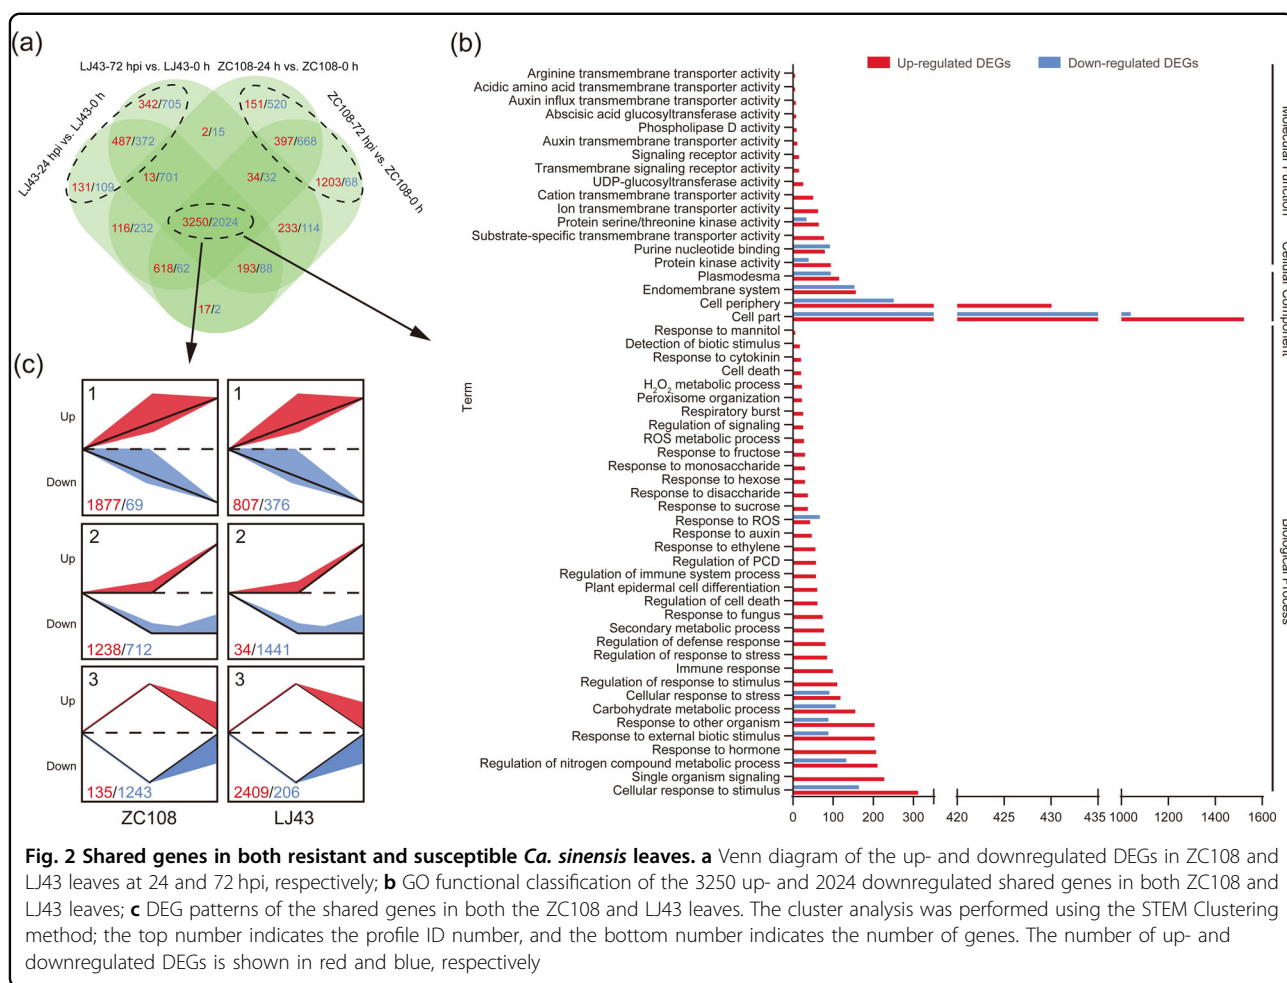 (a)
LJ43-72 hpi vs. LJ43-0 h
ZC108-24 h vs. ZC108-0 h
LJ43-24 hpi vs. LJ43-0 h
ZC108-72 hpi vs. ZC108-0 h
342/705
151/520
2/15
487/372
397/668
131/109
13/701
34/32
1203/68
3250/2024
116/232
233/114
618/62
193/88
17/2
(b)
Up-regulated DEGs
Down-regulated DEGs
Arginine transmembrane transporter activity
Acidic amino acid transmembrane transporter activity
Auxin influx transmembrane transporter activity
Abscisic acid glucosyltransferase activity
Phospholipase D activity
Auxin transmembrane transporter activity
Signaling receptor activity
Transmembrane signaling receptor activity
UDP-glucosyltransferase activity
Cation transmembrane transporter activity
Ion transmembrane transporter activity
Protein serine/threonine kinase activity
Substrate-specific transmembrane transporter activity
Purine nucleotide binding
Protein kinase activity
Plasmodesma
Endomembrane system
Cell periphery
Cell part
Response to mannitol
Detection of biotic stimulus
Response to cytokinin
Cell death
H2O2 metabolic process
Peroxisome organization
Respiratory burst
Regulation of signaling
ROS metabolic process
Response to fructose
Response to monosaccharide
Response to hexose
Response to disaccharide
Response to sucrose
Response to ROS
Response to auxin
Response to ethylene
Regulation of PCD
Regulation of immune system process
Plant epidermal cell differentiation
Regulation of cell death
Response to fungus
Secondary metabolic process
Regulation of defense response
Regulation of response to stress
Immune response
Regulation of response to stimulus
Cellular response to stress
Carbohydrate metabolic process
Response to other organism
Response to external biotic stimulus
Response to hormone
Regulation of nitrogen compound metabolic process
Single organism signaling
Cellular response to stimulus
Term
Molecular Function
Cellular Component
Biological Process
0 100 200 300 420 430 435 1000 1200 1400 1600
(c)
Up
Down
1
1877/69
1
807/376
Up
Down
2
1238/712
2
34/1441
Up
Down
3
135/1243
3
2409/206
ZC108
LJ43
Fig. 2 Shared genes in both resistant and susceptible Ca. sinensis leaves. a Venn diagram of the up- and downregulated DEGs in ZC108 and
LJ43 leaves at 24 and 72 hpi, respectively; b GO functional classification of the 3250 up- and 2024 downregulated shared genes in both ZC108 and
LJ43 leaves; c DEG patterns of the shared genes in both the ZC108 and LJ43 leaves. The cluster analysis was performed using the STEM Clustering
method; the top number indicates the profile ID number, and the bottom number indicates the number of genes. The number of up- and
downregulated DEGs is shown in red and blue, respectively